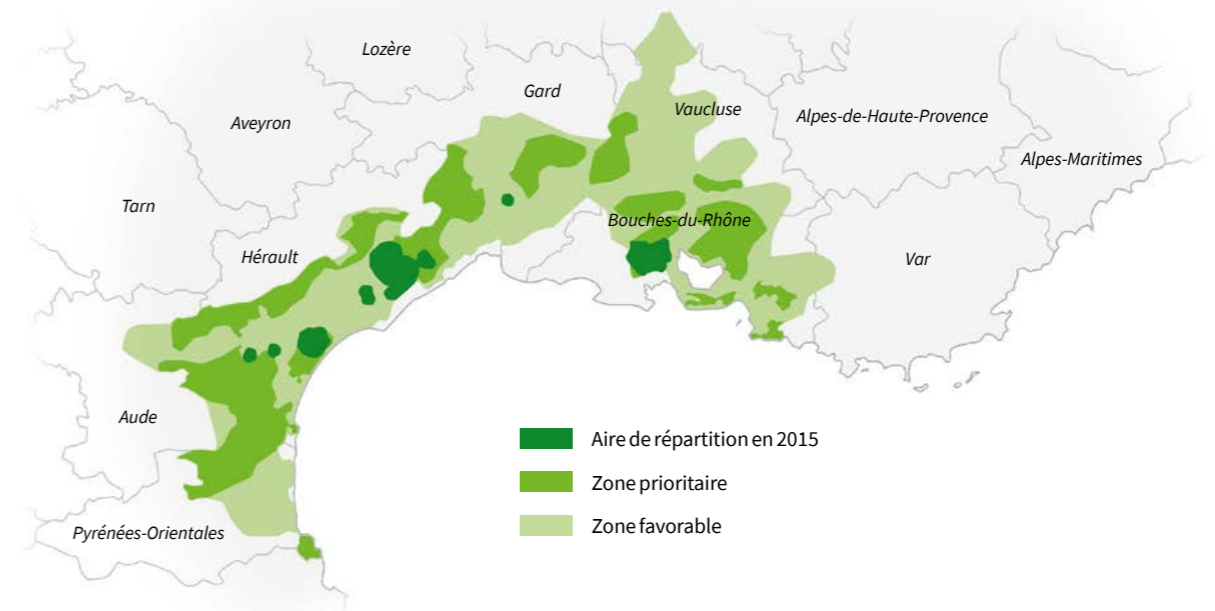 Lozère
Gard
Vaucluse
Aveyron
Alpes-de-Haute-Provence
Alpes-Maritimes
Tarn
Bouches-du-Rhône
Hérault
Var
Aude
Pyrénées-Orientales
Aire de répartition en 2015
Zone prioritaire
Zone favorable